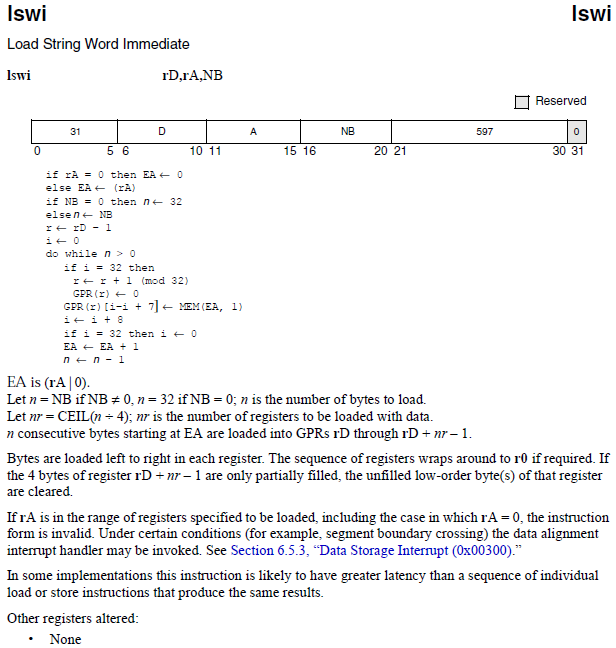 lswi lswi
Load String Word Immediate
lswi rD,rA,NB
Reserved
31 D A NB 597 0
0 5 6 10 11 15 16 20 21 30 31
if rA = 0 then EA← 0
else EA← (rA)
if NB = 0 then n← 32
elsen← NB
r← rD - 1
i← 0
do while n > 0
if i = 32 then
r← r + 1 (mod 32)
GPR(r) ← 0
GPR(r)[i-i + 7]← MEM(EA, 1)
i← i + 8
if i = 32 then i ← 0
EA ← EA + 1
n ← n - 1
EA is (rA|0).
Let n = NB if NB ≠ 0, n = 32 if NB = 0; n is the number of bytes to load.
Let nr = CEIL(n ÷ 4); nr is the number of registers to be loaded with data.
n consecutive bytes starting at EA are loaded into GPRs rD through rD + nr – 1.
Bytes are loaded left to right in each register. The sequence of registers wraps around to r0 if required. If
the 4 bytes of register rD + nr – 1 are only partially filled, the unfilled low-order byte(s) of that register
are cleared.
If rA is in the range of registers specified to be loaded, including the case in which rA = 0, the instruction
form is invalid. Under certain conditions (for example, segment boundary crossing) the data alignment
interrupt handler may be invoked. See Section 6.5.3, “Data Storage Interrupt (0x00300).”
In some implementations this instruction is likely to have greater latency than a sequence of individual
load or store instructions that produce the same results.
Other registers altered:
• None